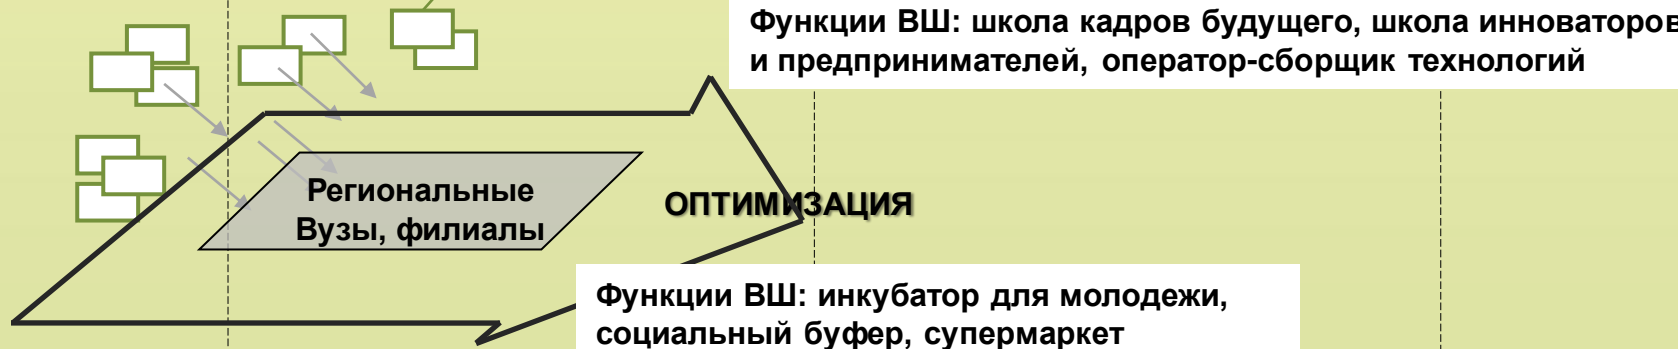 Функции ВШ: школа кадров будущего, школа инноваторов
и предпринимателей, оператор-сборщик технологий
Региональные
Вузы, филиалы
ОПТИМИЗАЦИЯ
Функции ВШ: инкубатор для молодежи,
социальный буфер, супермаркет